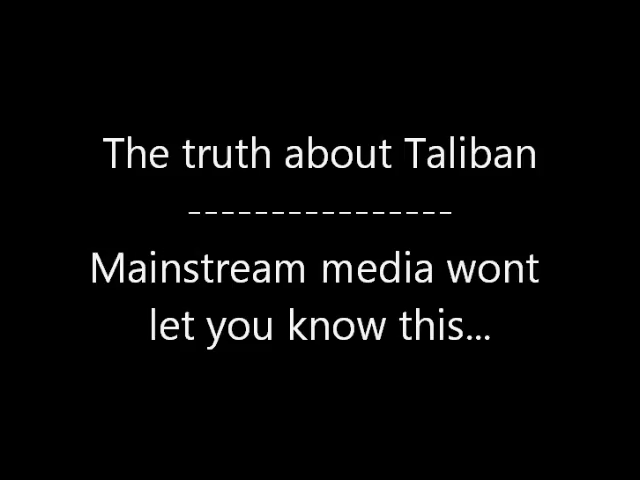 The truth about Taliban
----------------
Mainstream media wont
let you know this...